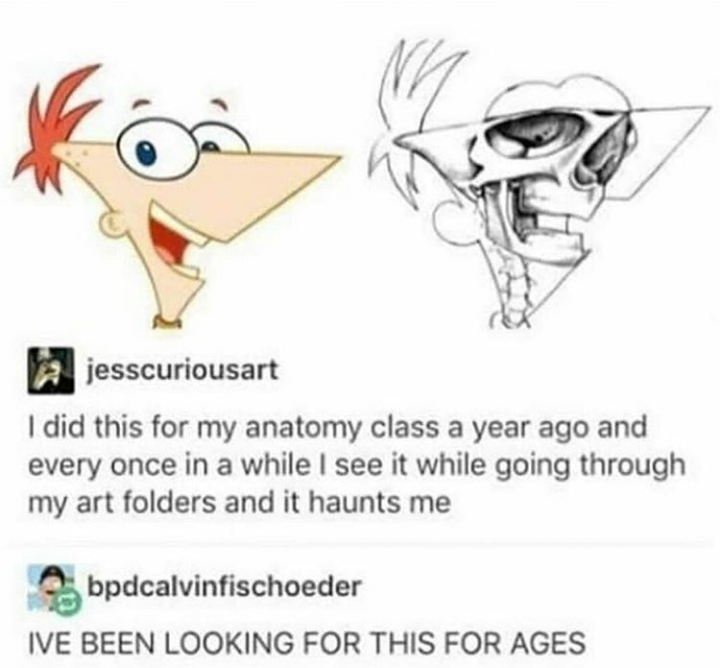 jesscuriousart
I did this for my anatomy class a year ago and
every once in a while I see it while going through
my art folders and it haunts me
bpdcalvinfischoeder
IVE BEEN LOOKING FOR THIS FOR AGES